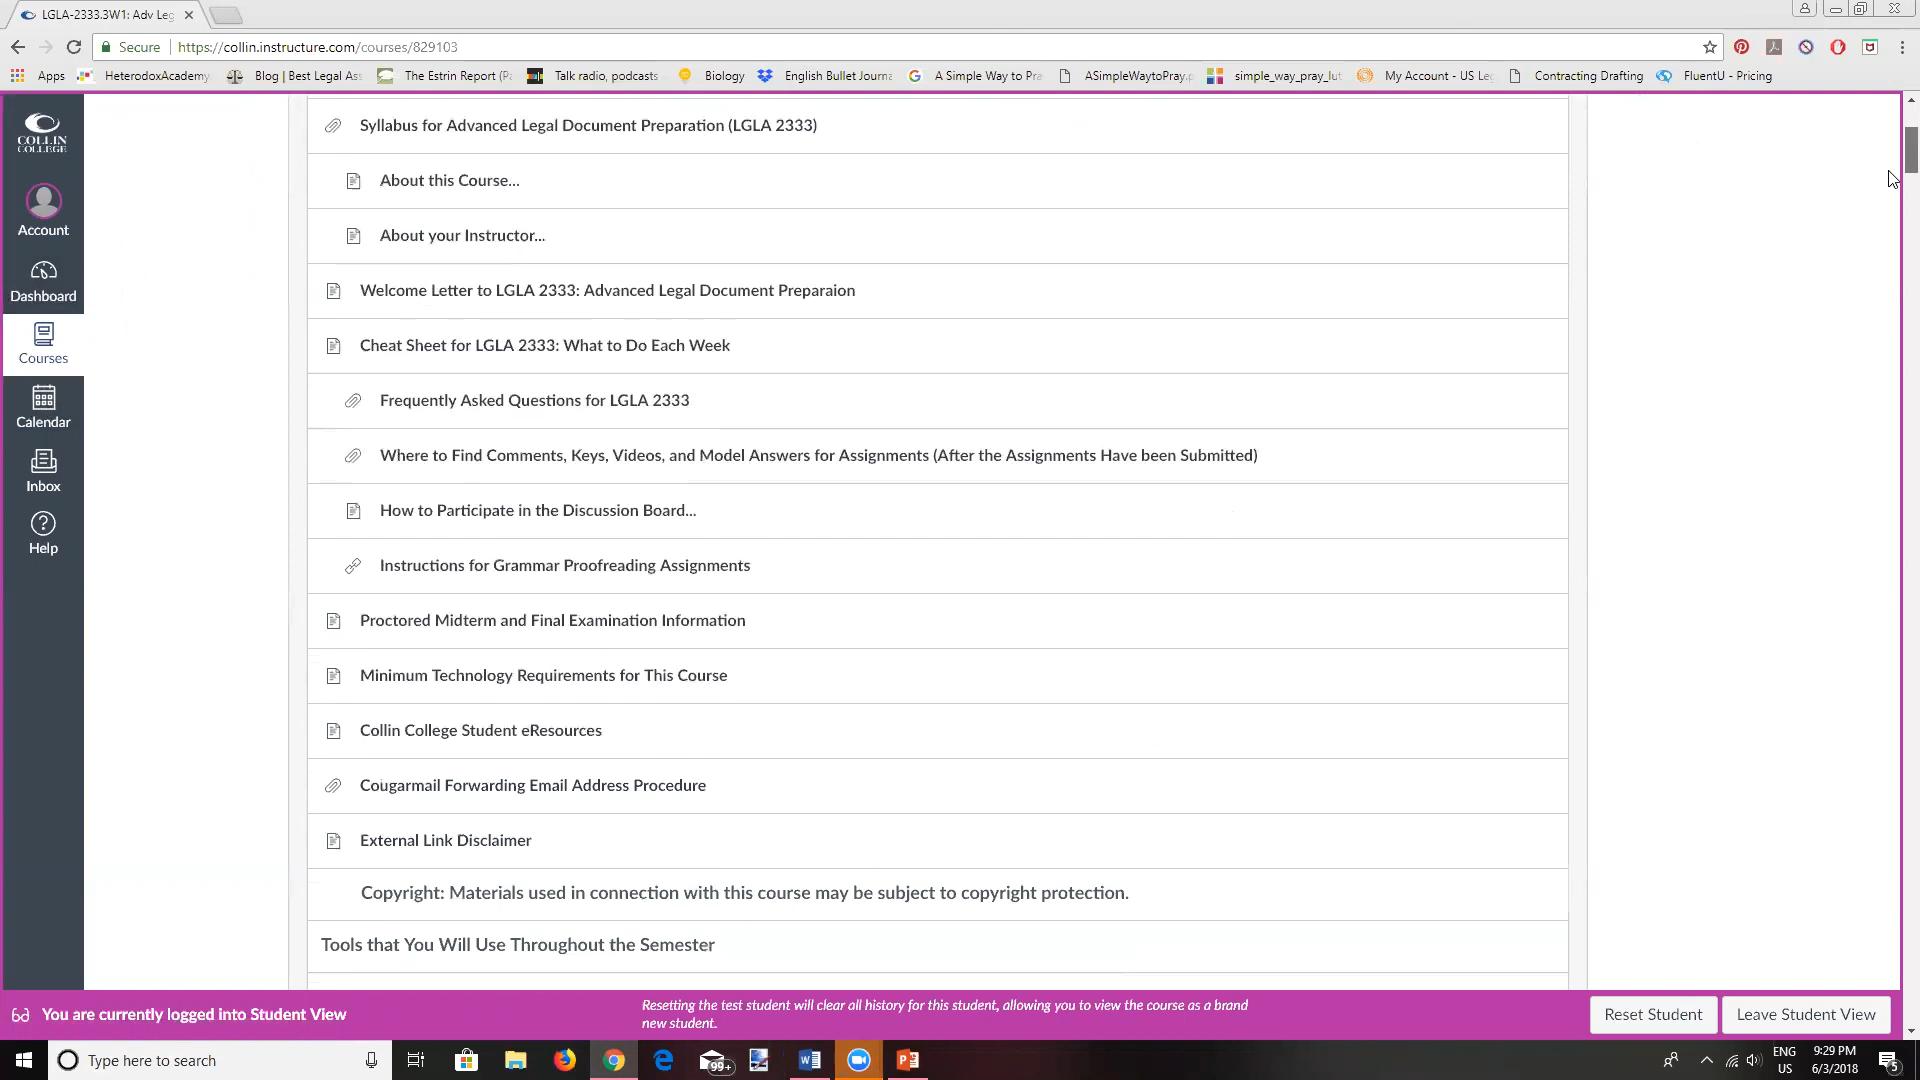 LGLA-2333.3W1: Adv Leg
Secure
https://collin.instructure.com/courses/829103
Apps
HeterodoxAcademy
Blog | Best Legal Ass
The Estrin Report (Pa
Talk radio, podcasts
Biology
English Bullet Journa
A Simple Way to Pra
ASimpleWaytoPray.p
simple_way_pray_lut
My Account - US Leg
Contracting Drafting
FluentU - Pricing
COLLIN
COLLEGE
Account
Dashboard
Courses
Calendar
Inbox
Help
Syllabus for Advanced Legal Document Preparation (LGLA 2333)
About this Course...
About your Instructor...
Welcome Letter to LGLA 2333: Advanced Legal Document Preparaion
Cheat Sheet for LGLA 2333: What to Do Each Week
Frequently Asked Questions for LGLA 2333
Where to Find Comments, Keys, Videos, and Model Answers for Assignments (After the Assignments Have been Submitted)
How to Participate in the Discussion Board...
Instructions for Grammar Proofreading Assignments
Proctored Midterm and Final Examination Information
Minimum Technology Requirements for This Course
Collin College Student eResources
Cougarmail Forwarding Email Address Procedure
External Link Disclaimer
Copyright: Materials used in connection with this course may be subject to copyright protection.
Tools that You Will Use Throughout the Semester
You are currently logged into Student View
Resetting the test student will clear all history for this student, allowing you to view the course as a brand
new student.
Reset Student
Leave Student View
Type here to search
99+
ENG
US
9:29 PM
6/3/2018
5